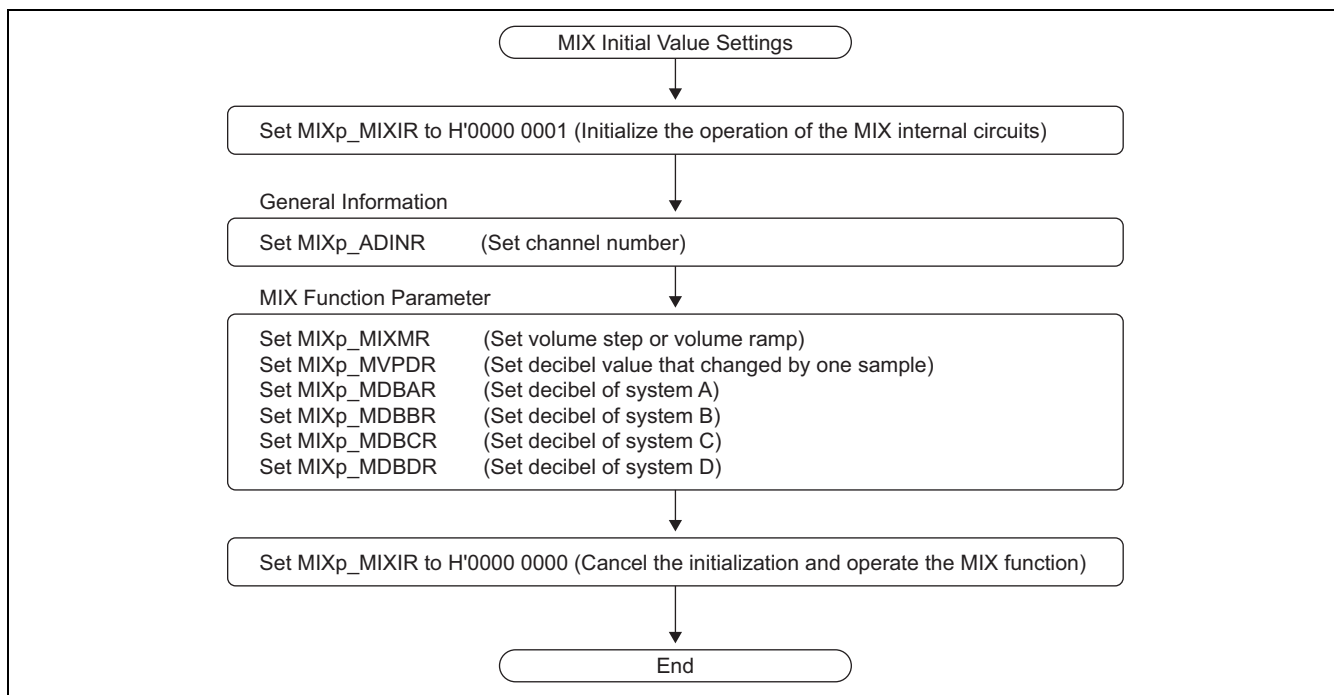 MIX Initial Value Settings
Set MIXp_MIXIR to H'0000 0001 (Initialize the operation of the MIX internal circuits)
General Information
Set MIXp_ADINR (Set channel number)
MIX Function Parameter
Set MIXp_MIXMR (Set volume step or volume ramp)
Set MIXp_MVPDR (Set decibel value that changed by one sample)
Set MIXp_MDBAR (Set decibel of system A)
Set MIXp_MDBBR (Set decibel of system B)
Set MIXp_MDBCR (Set decibel of system C)
Set MIXp_MDBDR (Set decibel of system D)
Set MIXp_MIXIR to H'0000 0000 (Cancel the initialization and operate the MIX function)
End